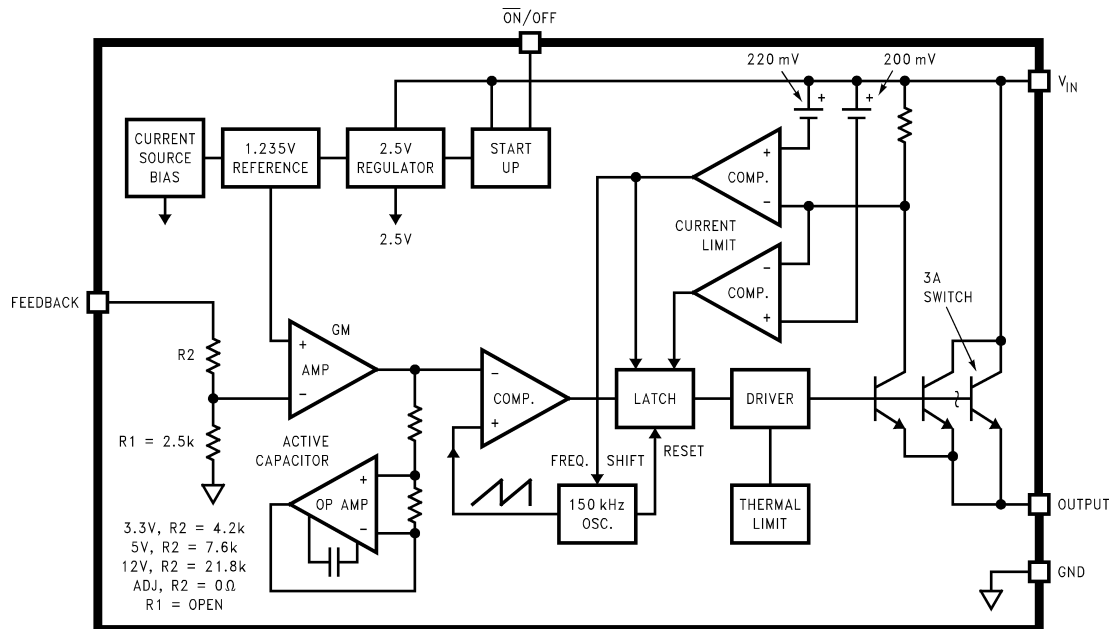 ON/OFF
220 mV
200 mV
VIN
CURRENT
SOURCE
BIAS
1.235V
REFERENCE
2.5V
REGULATOR
START
UP
+
+
+
COMP.
−
2.5V
CURRENT
LIMIT
−
COMP.
+
3A
SWITCH
FEEDBACK
R2
GM
+
AMP
−
−
COMP.
+
LATCH
DRIVER
R1 = 2.5k
ACTIVE
CAPACITOR
FREQ. SHIFT
RESET
+
OP AMP
−
150 kHz
OSC.
THERMAL
LIMIT
OUTPUT
3.3V, R2 = 4.2k
5V, R2 = 7.6k
12V, R2 = 21.8k
ADJ, R2 = 0Ω
R1 = OPEN
GND